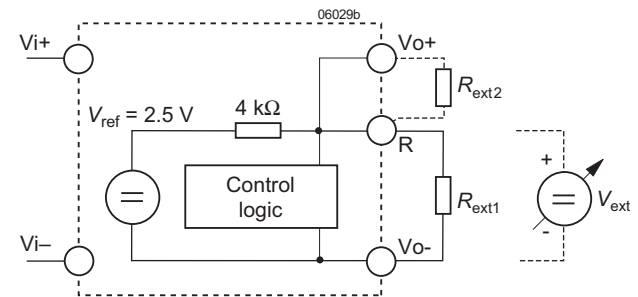 06029b
Vi+
Vo+
Rext2
Vref = 2.5 V
4 kΩ
R
+
Control
logic
Rext1
Vext
-
Vi–
Vo-